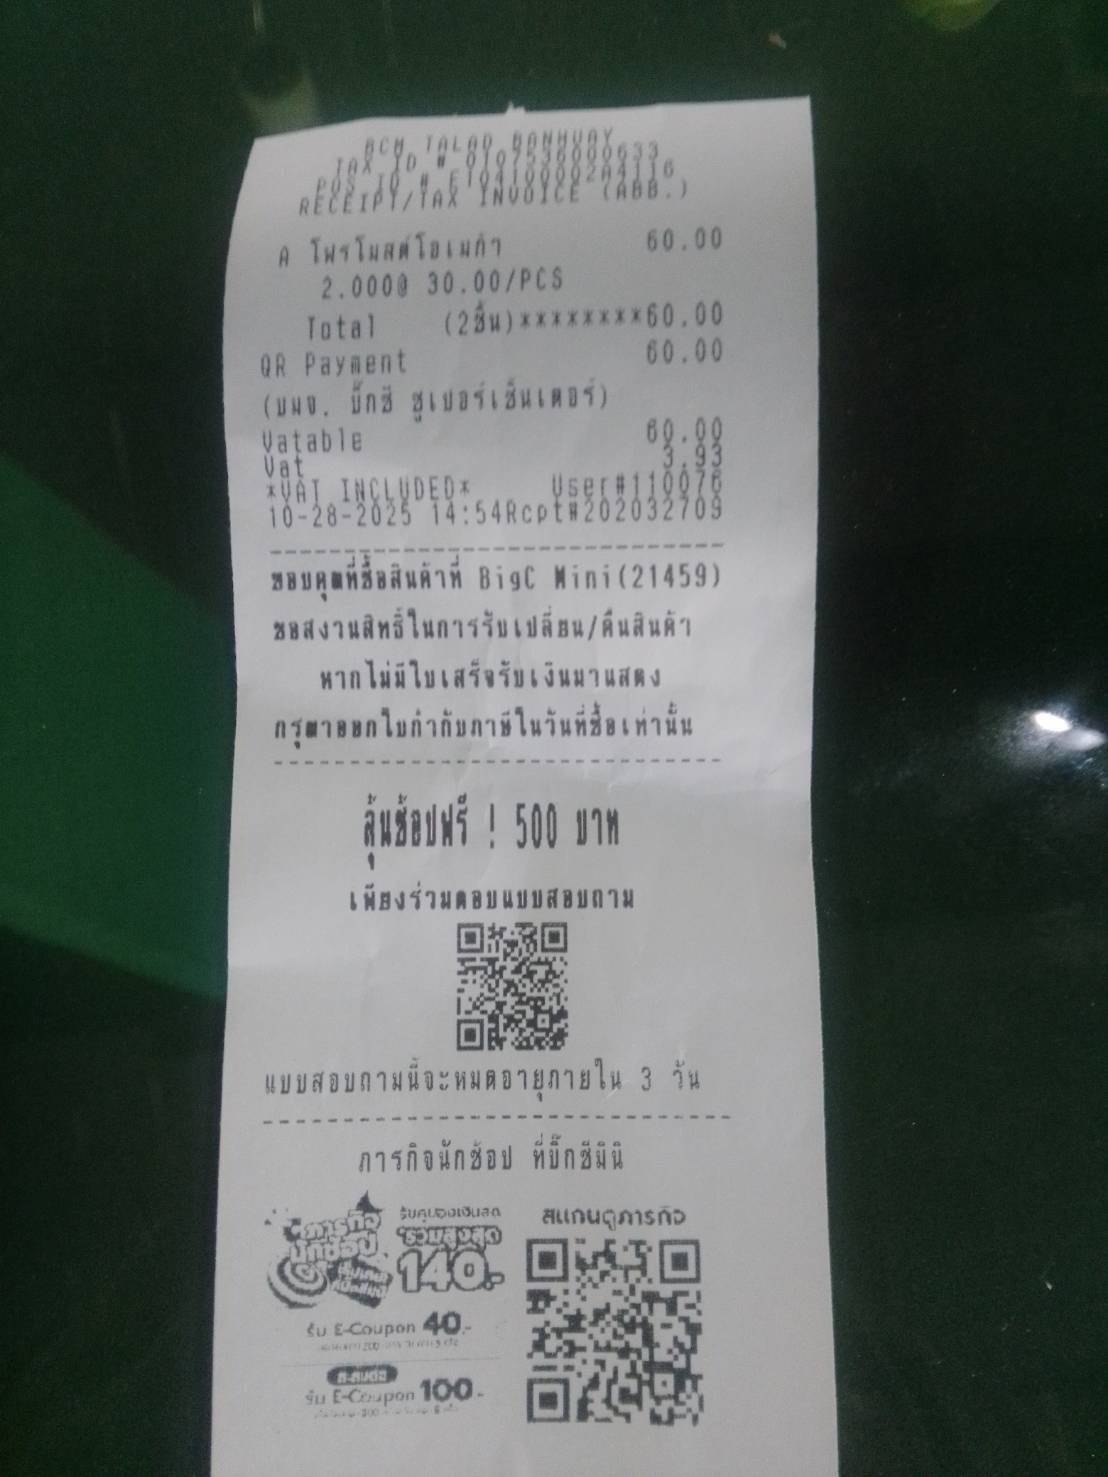 BCM TALAD BANHUAY
TAX ID # 0107536000633
POS ID # E104100002A4116
RECEIPT/TAX INVOICE (ABB.)
A โฟรโมสต์โอเมก้า 60.00
2.000@ 30.00/PCS
Total (2ชิ้น)********60.00
QR Payment 60.00
(บมจ. บิ๊กซี ซูเปอร์เซ็นเตอร์)
Vatable 60.00
Vat 3.93
*VAT INCLUDED* User#110076
10-28-2025 14:54Rcpt#202032709
ขอบคุณที่ซื้อสินค้าที่ BigC Mini(21459)
ขอสงวนสิทธิ์ในการรับเปลี่ยน/คืนสินค้า
หากไม่มีใบเสร็จรับเงินมาแสดง
กรุณาออกใบกำกับภาษีในวันที่ซื้อเท่านั้น
ลุ้นช้อปฟรี ! 500 บาท
เพียงร่วมตอบแบบสอบถาม
แบบสอบถามนี้จะหมดอายุภายใน 3 วัน
ภารกิจนักช้อป ที่บิ๊กซีมินิ
ภารกิจ
นักช้อป
รับคูปองเงินสด
รวมสูงสุด
140.-
รับ E-Coupon 40.-
รับ E-Coupon 100.-
สแกนดูภารกิจ